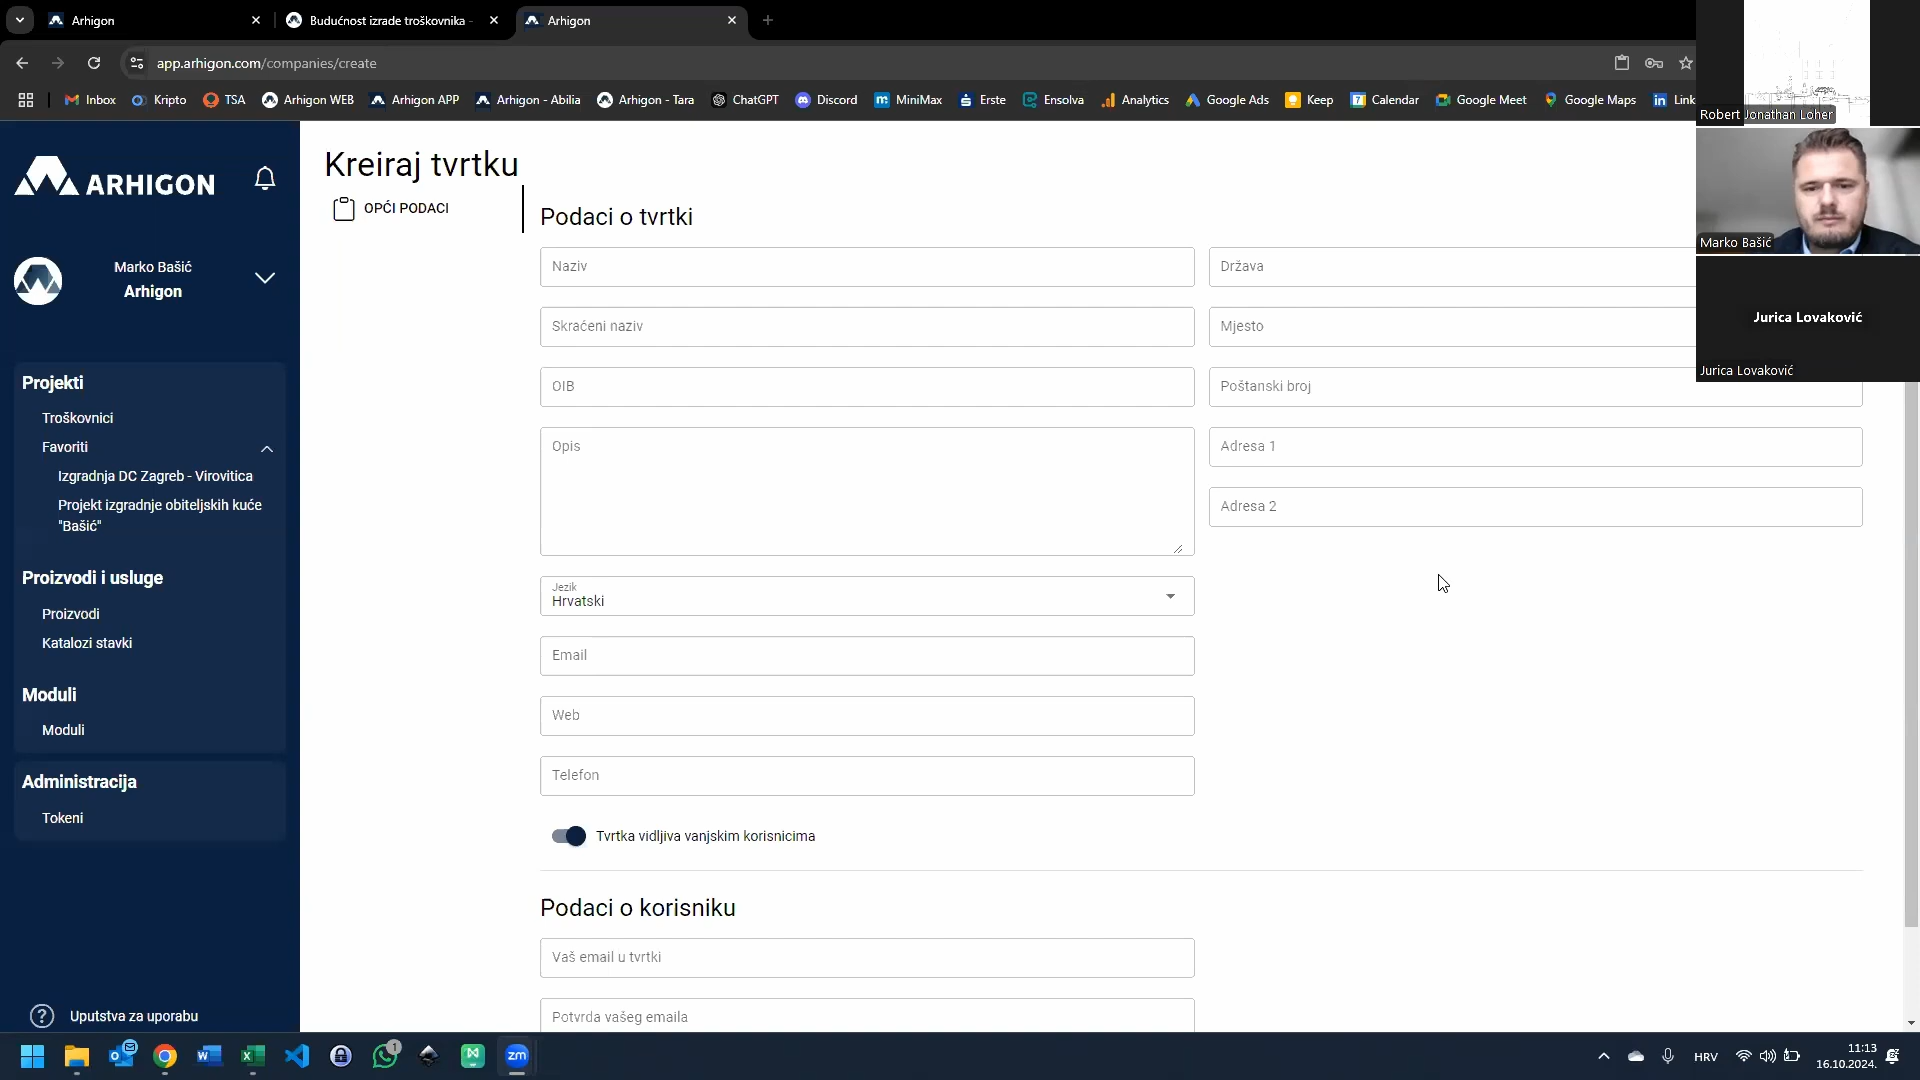 Arhigon
Budućnost izrade troškovnika -
Arhigon
app.arhigon.com/companies/create
Inbox
Kripto
TSA
Arhigon WEB
Arhigon APP
Arhigon - Abilia
Arhigon - Tara
ChatGPT
Discord
MiniMax
Erste
Ensolva
Analytics
Google Ads
Keep
Calendar
Google Meet
Google Maps
Link
Robert Jonathan Loher
Marko Bašić
Jurica Lovaković
Jurica Lovaković
ARHIGON
Marko Bašić
Arhigon
Projekti
Troškovnici
Favoriti
Izgradnja DC Zagreb - Virovitica
Projekt izgradnje obiteljskih kuće
"Bašić"
Proizvodi i usluge
Proizvodi
Katalozi stavki
Moduli
Moduli
Administracija
Tokeni
Uputstva za uporabu
Kreiraj tvrtku
OPĆI PODACI
Podaci o tvrtki
Naziv
Država
Skraćeni naziv
Mjesto
OIB
Poštanski broj
Opis
Adresa 1
Adresa 2
Jezik
Hrvatski
Email
Web
Telefon
Tvrtka vidljiva vanjskim korisnicima
Podaci o korisniku
Vaš email u tvrtki
Potvrda vašeg emaila
1
zm
HRV
11:13
16.10.2024.